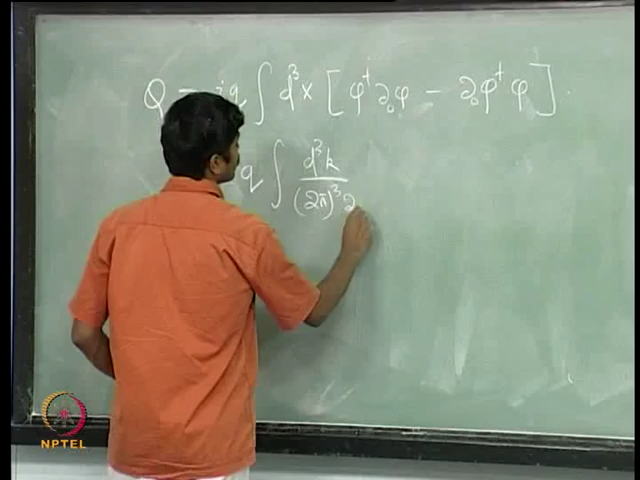 Q = iq ∫ d³x [φ† ∂₀φ − ∂₀φ† φ].
q ∫ d³k / (2π)³ 2
NPTEL